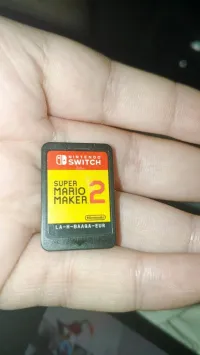 NINTENDO
SWITCH
SUPER
MARIO
MAKER 2
Nintendo
LA-H-BAABA-EUR